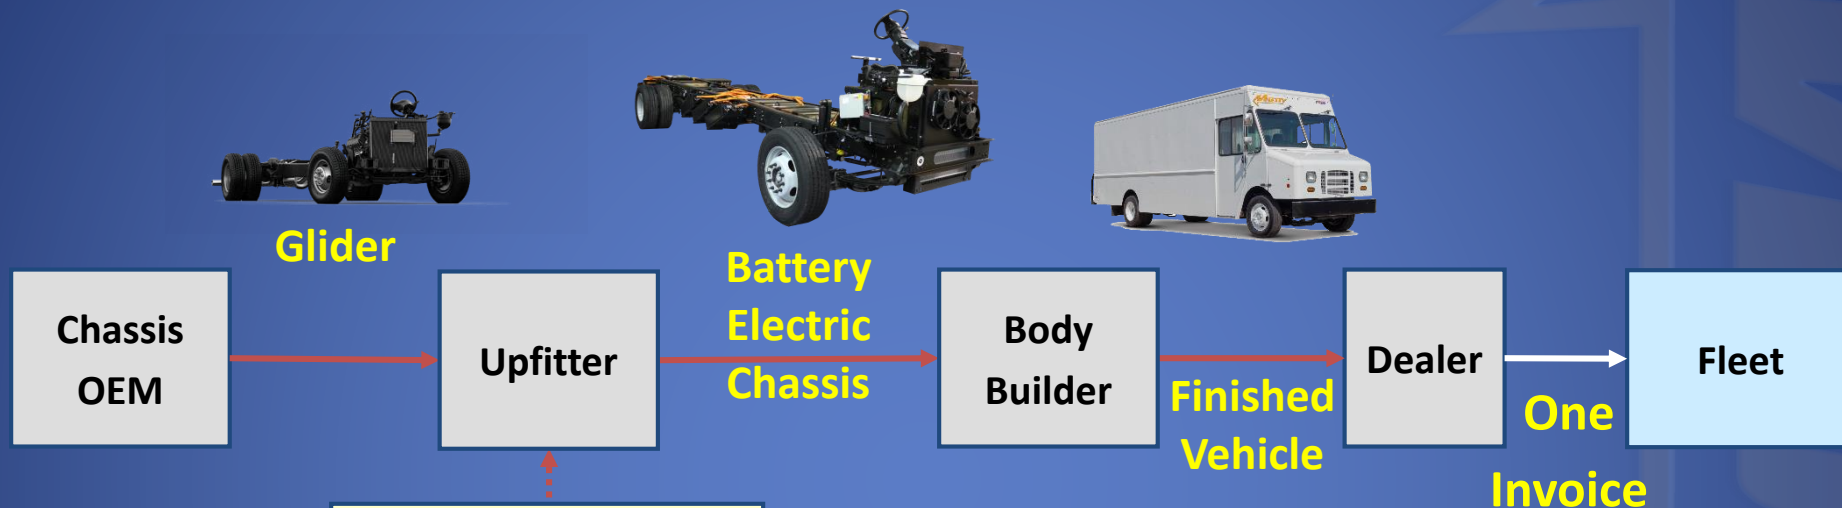 Glider
Battery
Electric
Chassis
Chassis
OEM
Upfitter
Body
Builder
Finished
Vehicle
Dealer
One
Invoice
Fleet